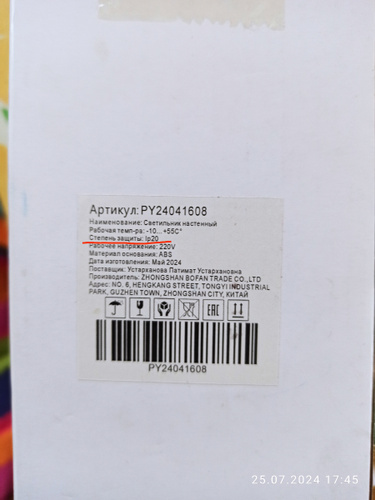 Артикул:PY24041608
Наименование: Светильник настенный
Рабочая темп-ра: -10... +55C°
Степень защиты: Ip20
Рабочее напряжение: 220V
Материал основания: ABS
Дата изготовления: Май 2024
Поставщик: Устарханова Патимат Устархановна
Производитель: ZHONGSHAN BOFAN TRADE CO.,LTD
Адрес: NO. 6, HENGKANG STREET, TONGYI INDUSTRIAL
PARK, GUZHEN TOWN, ZHONGSHAN CITY, КИТАЙ
EAC
PY24041608
25.07.2024 17:45